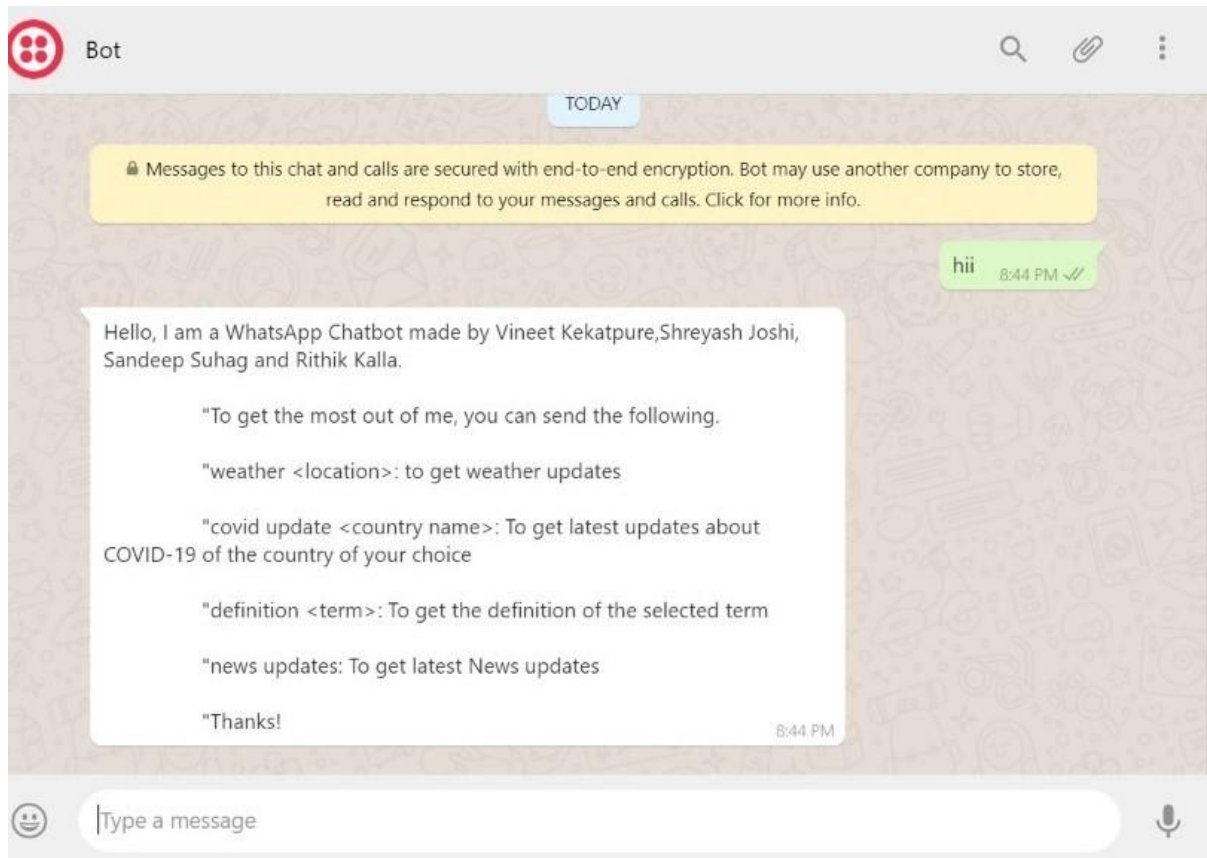 Bot
TODAY
Messages to this chat and calls are secured with end-to-end encryption. Bot may use another company to store,
read and respond to your messages and calls. Click for more info.
hii
8:44 PM
Hello, I am a WhatsApp Chatbot made by Vineet Kekatpure,Shreyash Joshi,
Sandeep Suhag and Rithik Kalla.
"To get the most out of me, you can send the following.
"weather <location>: to get weather updates
"covid update <country name>: To get latest updates about
COVID-19 of the country of your choice
"definition <term>: To get the definition of the selected term
"news updates: To get latest News updates
"Thanks!
8:44 PM
Type a message